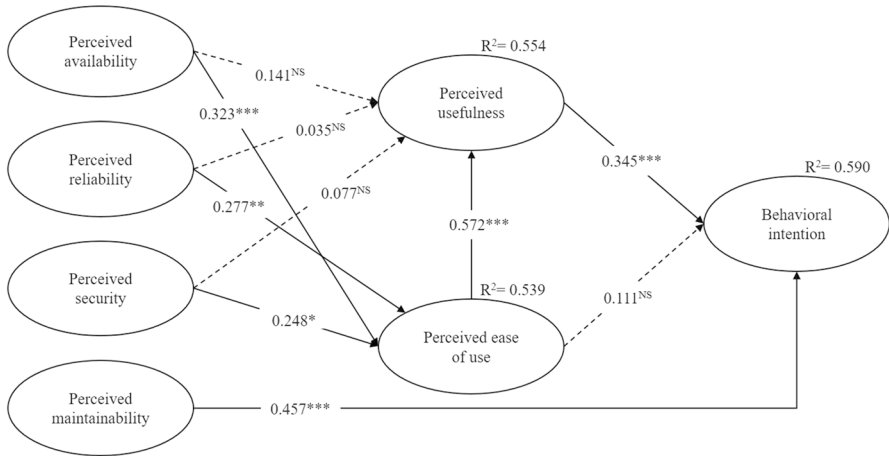 Perceived
availability
Perceived
reliability
Perceived
security
Perceived
maintainability
0.141NS
0.323***
0.035NS
0.277**
0.077NS
0.248*
0.457***
R²= 0.554
Perceived
usefulness
0.572***
R²= 0.539
Perceived ease
of use
0.345***
0.111NS
R²= 0.590
Behavioral
intention